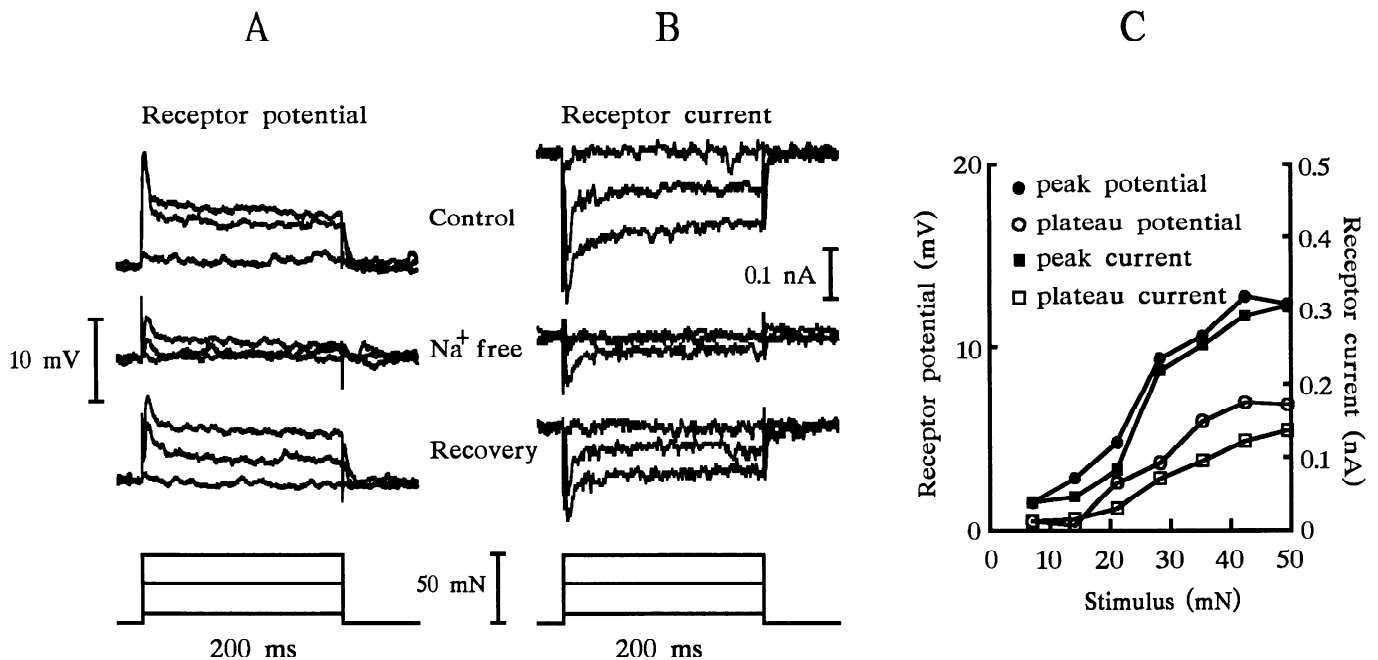 A
B
C
Receptor potential
Receptor current
Control
0.1 nA
10 mV
Na+ free
Recovery
50 mN
200 ms
200 ms
20
10
0
Receptor potential (mV)
peak potential
plateau potential
peak current
plateau current
0.5
0.4
0.3
0.2
0.1
0
Receptor current (nA)
0 10 20 30 40 50
Stimulus (mN)